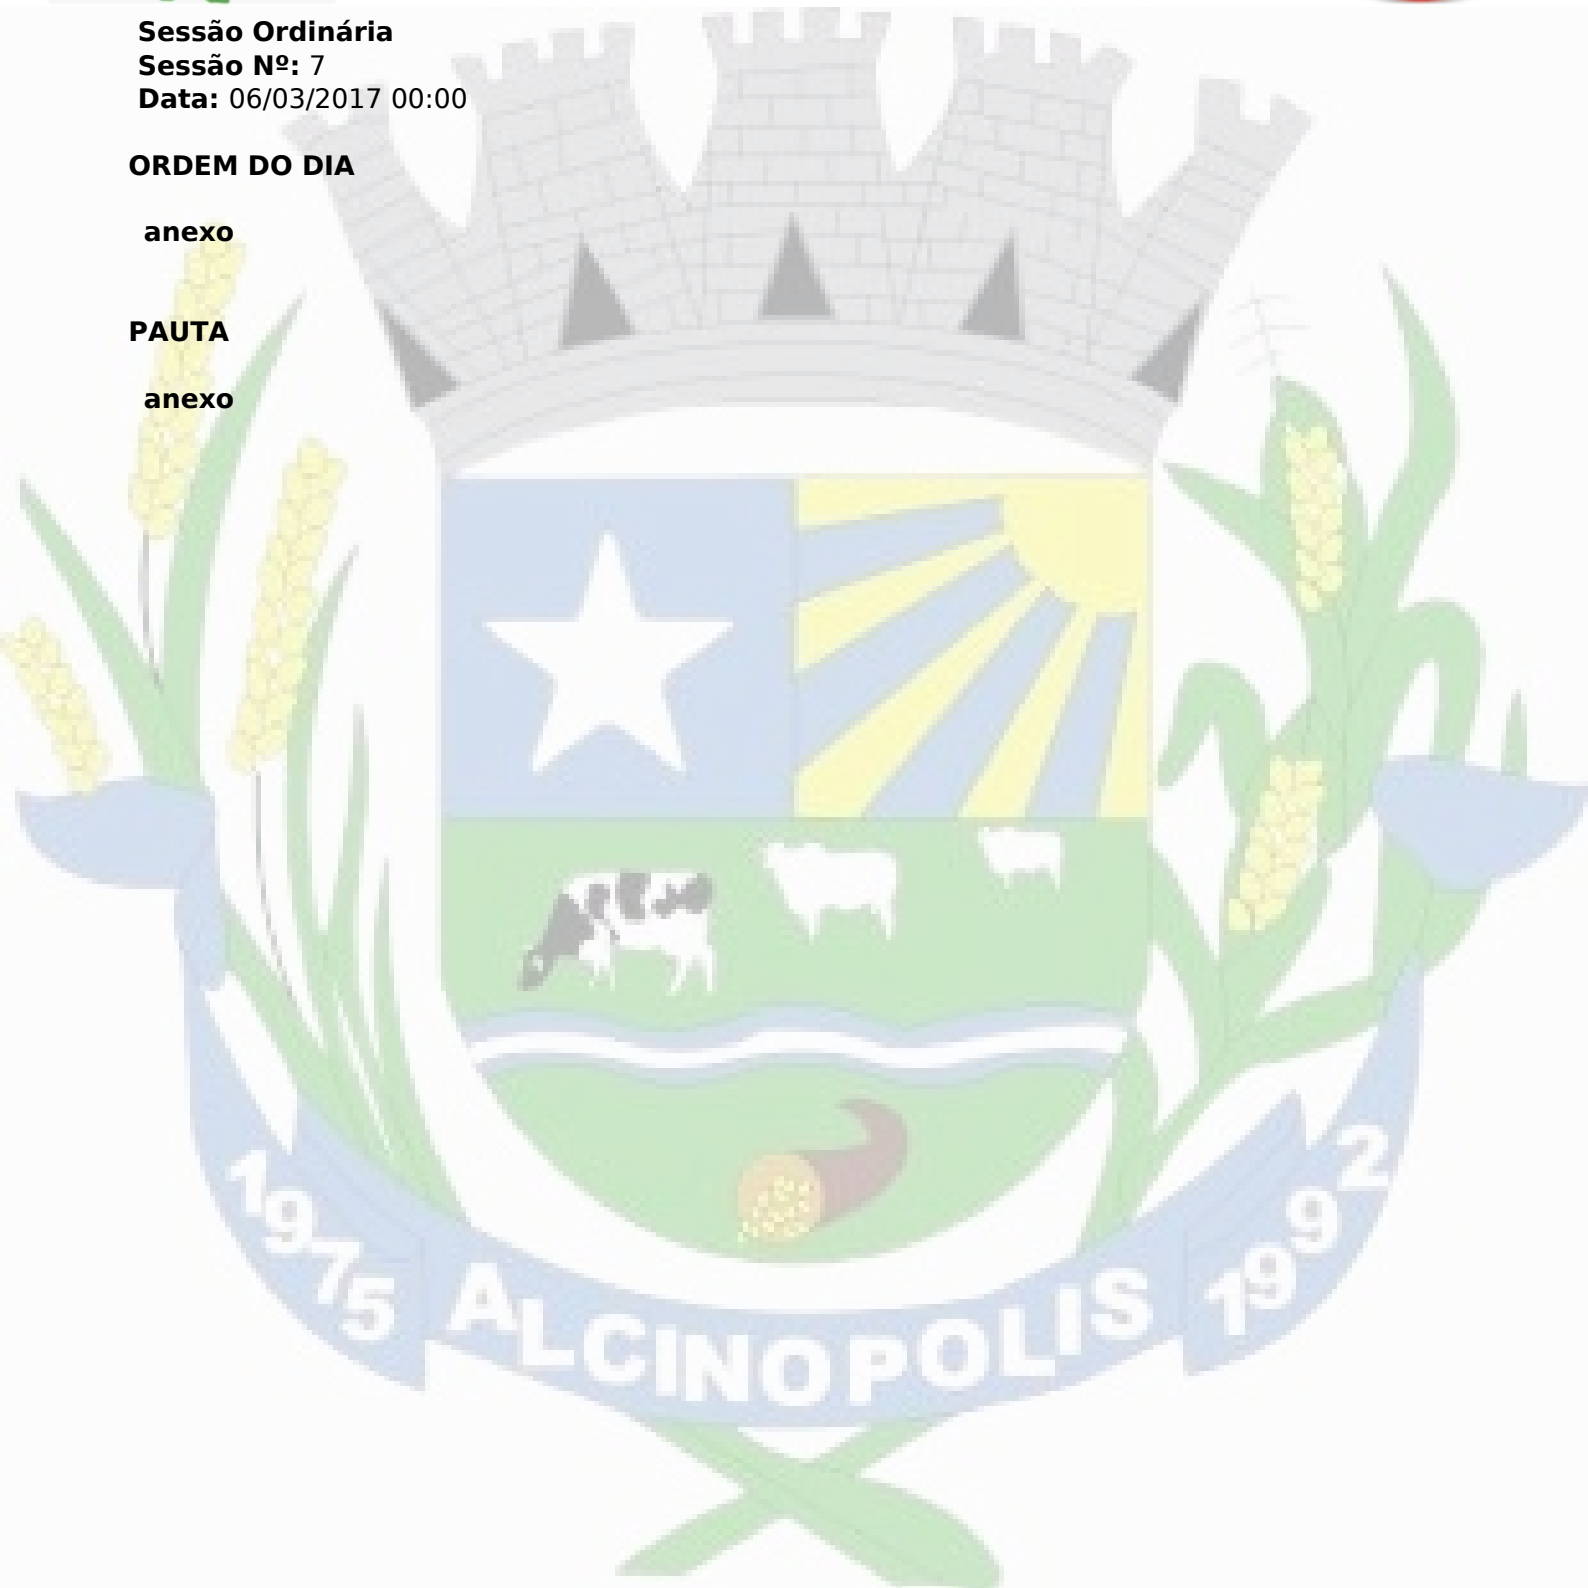 Sessão Ordinária
Sessão Nº: 7
Data: 06/03/2017 00:00
ORDEM DO DIA
anexo
PAUTA
anexo
1975 ALCINOPOLIS 1992